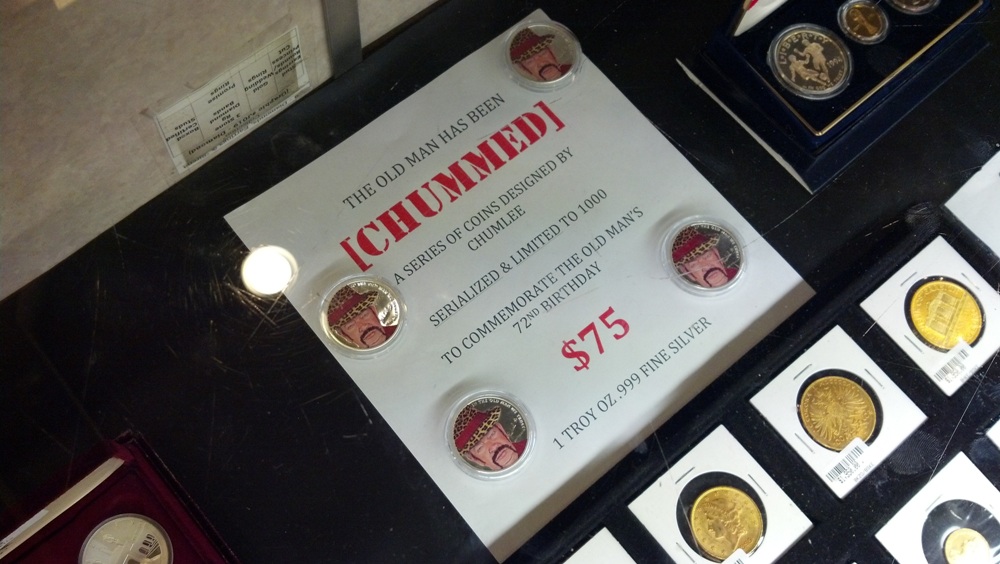 THE OLD MAN HAS BEEN
[CHUMMED]
A SERIES OF COINS DESIGNED BY
CHUMLEE
SERIALIZED & LIMITED TO 1000
TO COMMEMORATE THE OLD MAN'S
72ND BIRTHDAY
$75
1 TROY OZ .999 FINE SILVER
LIBERTY